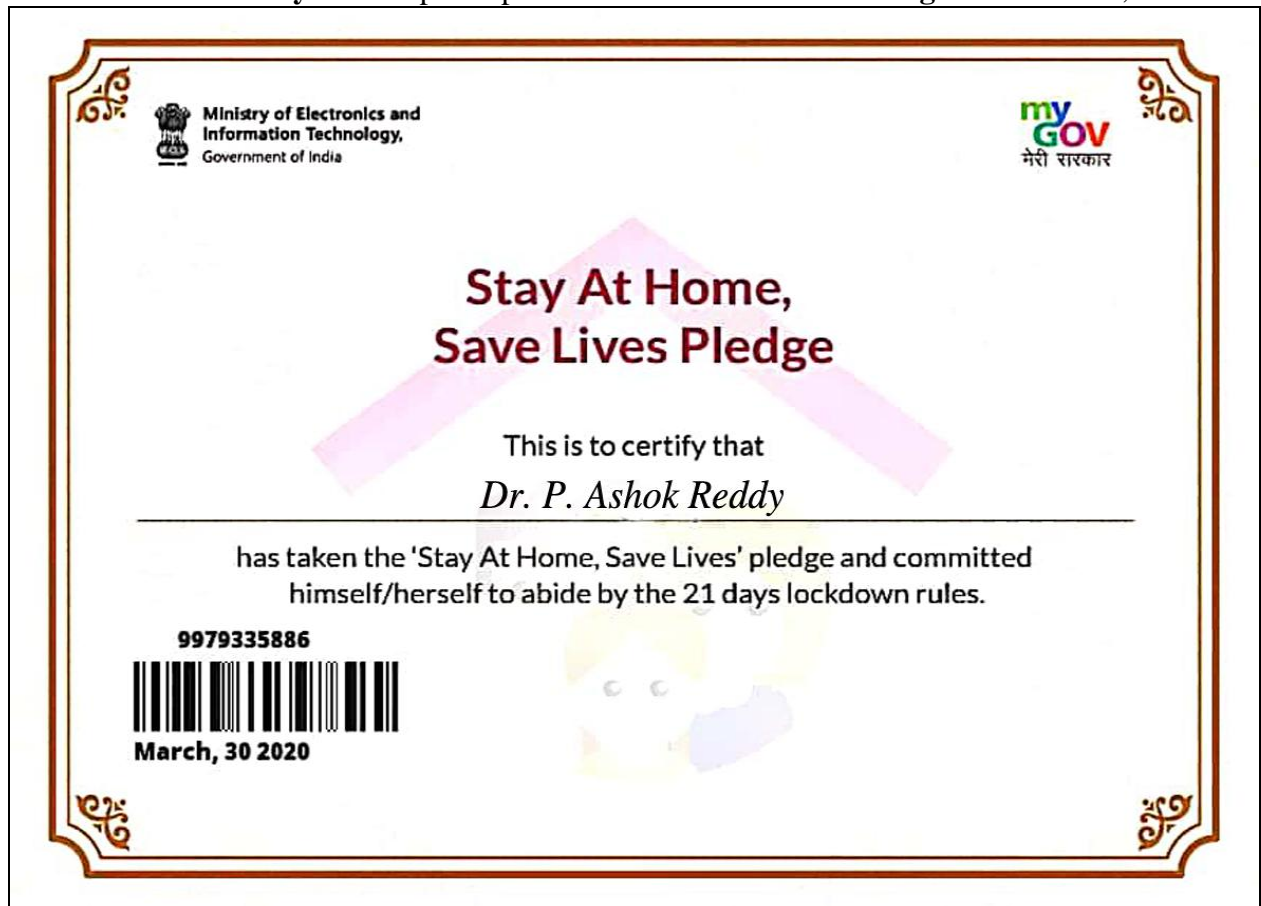 Ministry of Electronics and
Information Technology,
Government of India
my
GOV
मेरी सरकार
Stay At Home,
Save Lives Pledge
This is to certify that
Dr. P. Ashok Reddy
has taken the 'Stay At Home, Save Lives' pledge and committed
himself/herself to abide by the 21 days lockdown rules.
9979335886
March, 30 2020